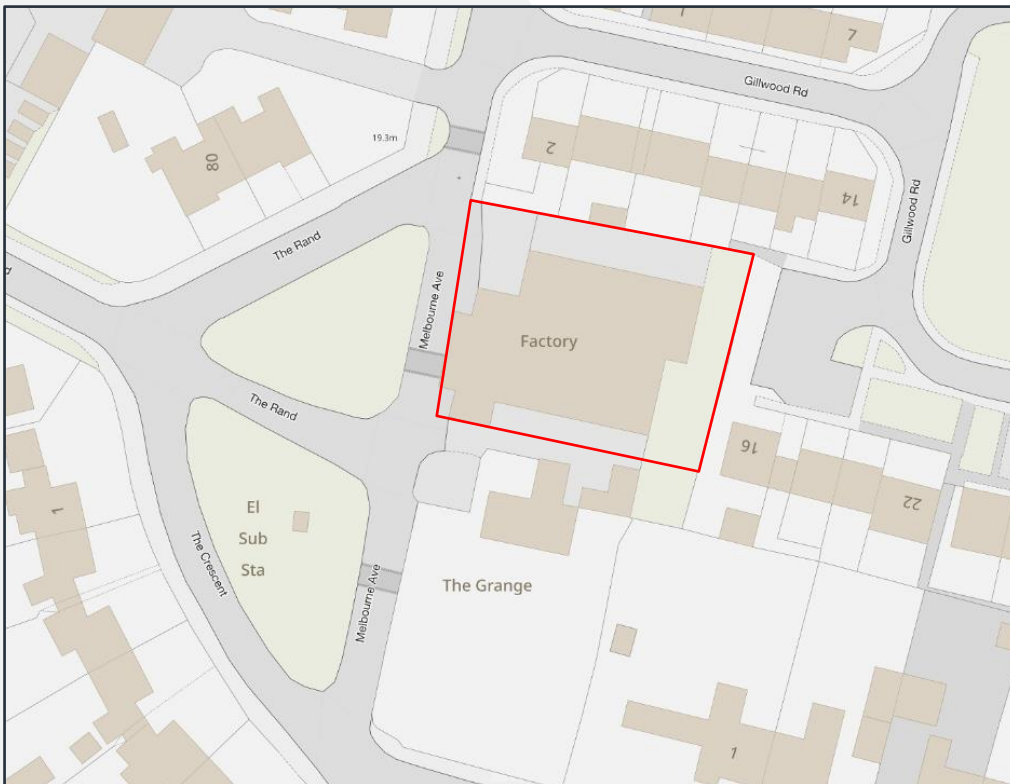 7
Gillwood Rd
2
19.3m
80
14
Gillwood Rd
The Rand
Melbourne Ave
Factory
The Rand
16
22
1
El
Sub
Sta
The Crescent
Melbourne Ave
The Grange
1